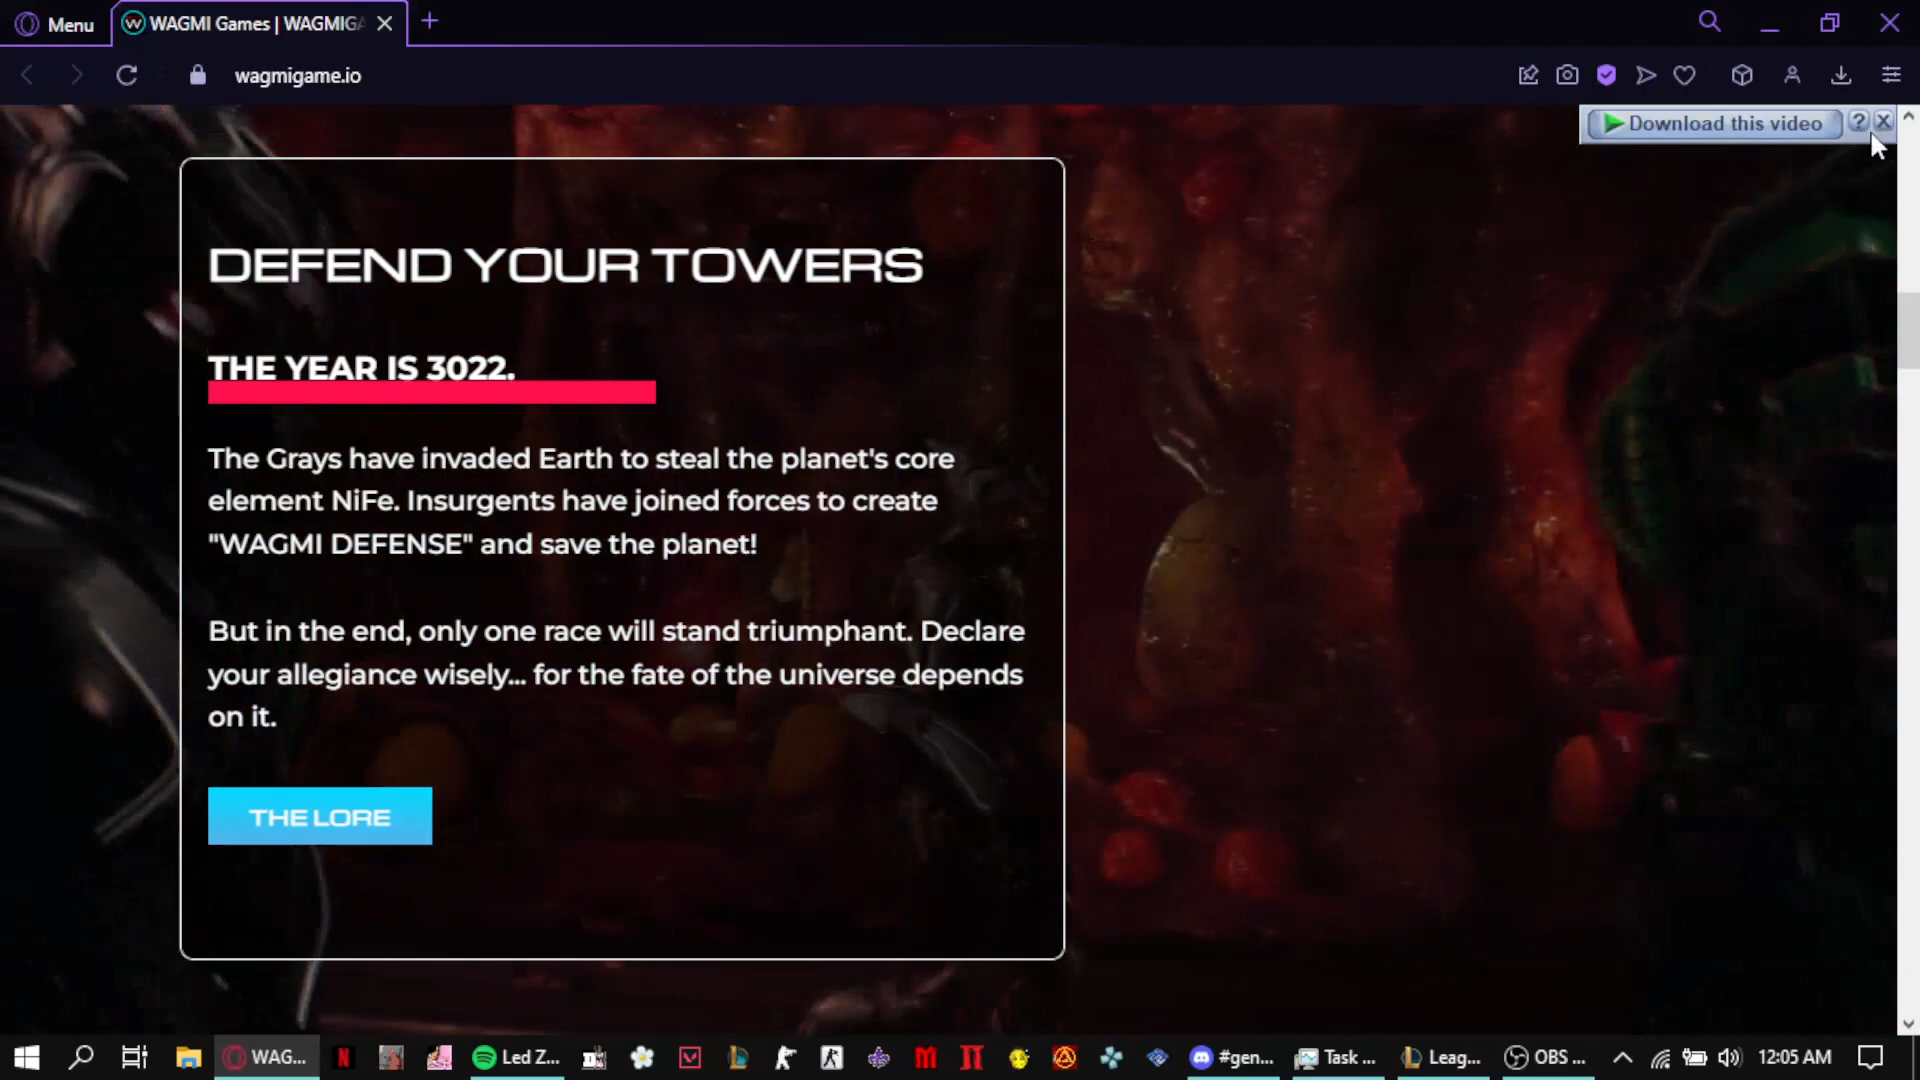 Menu
WAGMI Games | WAGMIGA
wagmigame.io
Download this video
?
DEFEND YOUR TOWERS
THE YEAR IS 3022.
The Grays have invaded Earth to steal the planet's core
element NiFe. Insurgents have joined forces to create
"WAGMI DEFENSE" and save the planet!
But in the end, only one race will stand triumphant. Declare
your allegiance wisely... for the fate of the universe depends
on it.
THE LORE
WAG...
Led Z...
#gen...
Task ...
Leag...
OBS ...
12:05 AM